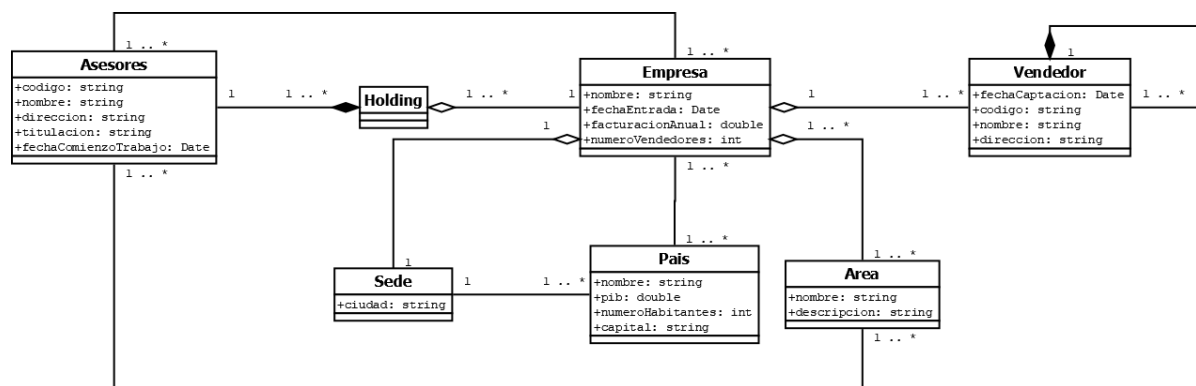 1 .. *
1 .. *
Asesores
+codigo: string
+nombre: string
+direccion: string
+titulacion: string
+fechaComienzoTrabajo: Date
1
1 .. *
Holding
1 .. *
1
Empresa
+nombre: string
+fechaEntrada: Date
+facturacionAnual: double
+numeroVendedores: int
1
1 .. *
1
Vendedor
+fechaCaptacion: Date
+codigo: string
+nombre: string
+direccion: string
1 .. *
1
1..*
1 .. *
1 .. *
1
1 .. *
1 .. *
Sede
+ciudad: string
1
1 .. *
Pais
+nombre: string
+pib: double
+numeroHabitantes: int
+capital: string
Area
+nombre: string
+descripcion: string
1 .. *